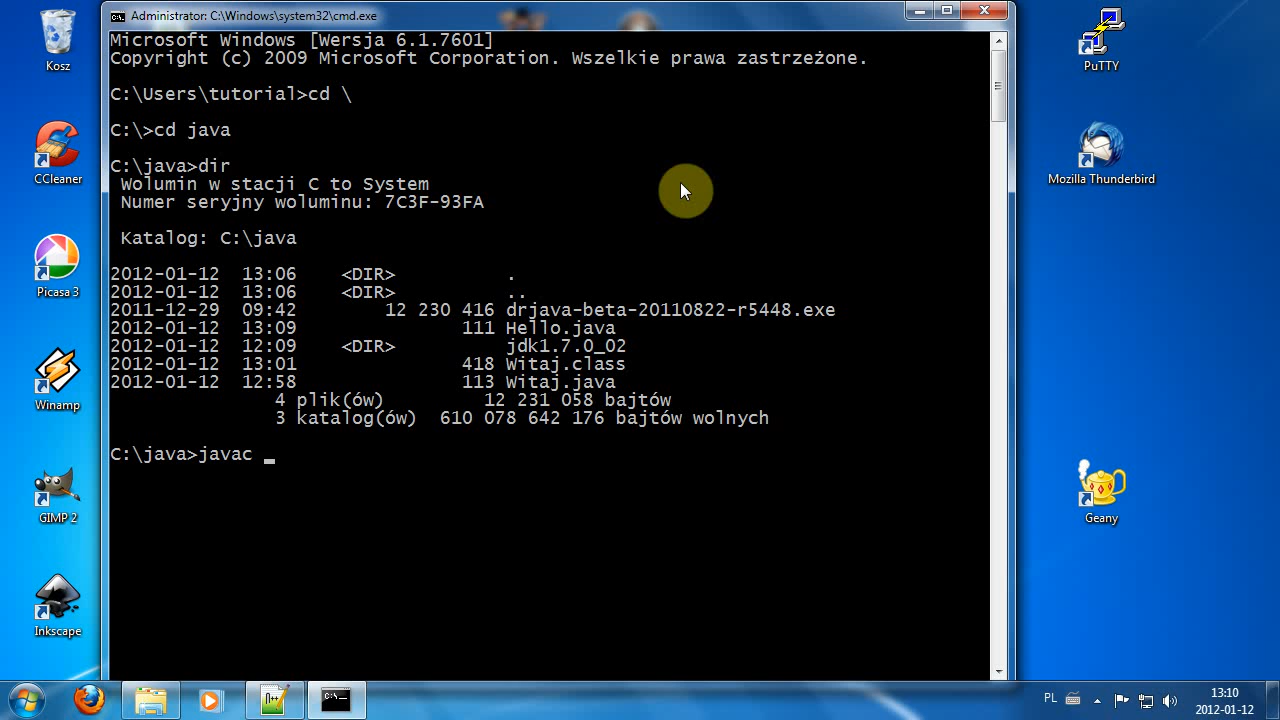 Administrator: C:\Windows\system32\cmd.exe
Microsoft Windows [Wersja 6.1.7601]
Copyright (c) 2009 Microsoft Corporation. Wszelkie prawa zastrzeżone.
C:\Users\tutorial>cd \
C:\>cd java
C:\java>dir
Wolumin w stacji C to System
Numer seryjny woluminu: 7C3F-93FA
Katalog: C:\java
2012-01-12  13:06    <DIR>          .
2012-01-12  13:06    <DIR>          ..
2011-12-29  09:42        12 230 416 drjava-beta-20110822-r5448.exe
2012-01-12  13:09               111 Hello.java
2012-01-12  12:09    <DIR>          jdk1.7.0_02
2012-01-12  13:01               418 Witaj.class
2012-01-12  12:58               113 Witaj.java
4 plik(ów)         12 231 058 bajtów
3 katalog(ów)  610 078 642 176 bajtów wolnych
C:\java>javac _
Kosz
CCleaner
Picasa 3
Winamp
GIMP 2
Inkscape
PuTTY
Mozilla Thunderbird
Geany
PL
13:10
2012-01-12